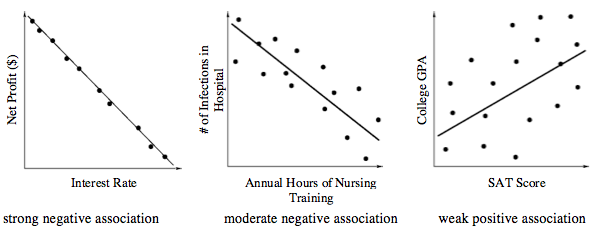 Net Profit ($)
Interest Rate
strong negative association
# of Infections in
Hospital
Annual Hours of Nursing
Training
moderate negative association
College GPA
SAT Score
weak positive association